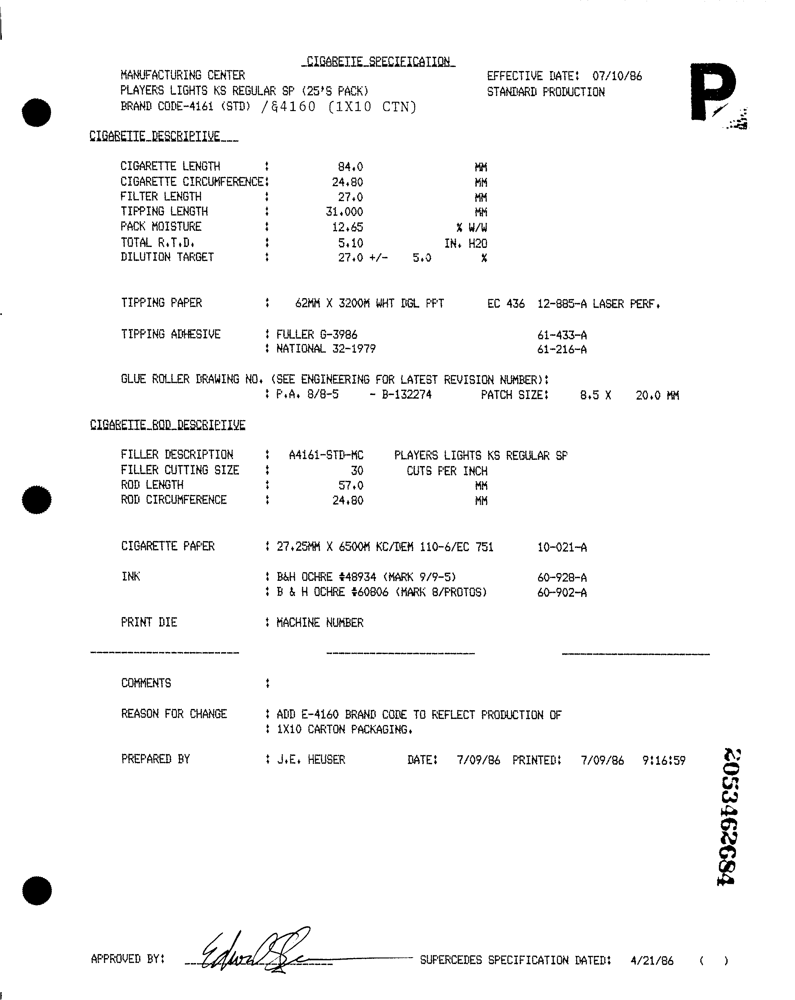 CIGARETTE SPECIFICATION
MANUFACTURING CENTER EFFECTIVE DATE: 07/10/86
PLAYERS LIGHTS KS REGULAR SP (25'S PACK) STANDARD PRODUCTION
BRAND CODE-4161 (STD) /&4160 (1X10 CTN)
P
CIGARETTE DESCRIPTIVE
CIGARETTE LENGTH : 84.0 MM
CIGARETTE CIRCUMFERENCE: 24.80 MM
FILTER LENGTH : 27.0 MM
TIPPING LENGTH : 31.000 MM
PACK MOISTURE : 12.65 % W/W
TOTAL R.T.D. : 5.10 IN. H2O
DILUTION TARGET : 27.0 +/- 5.0 %
TIPPING PAPER : 62MM X 3200M WHT DGL PPT EC 436 12-885-A LASER PERF.
TIPPING ADHESIVE : FULLER G-3986 61-433-A
: NATIONAL 32-1979 61-216-A
GLUE ROLLER DRAWING NO. (SEE ENGINEERING FOR LATEST REVISION NUMBER):
: P.A. 8/8-5 - B-132274 PATCH SIZE: 8.5 X 20.0 MM
CIGARETTE ROD DESCRIPTIVE
FILLER DESCRIPTION : A4161-STD-MC PLAYERS LIGHTS KS REGULAR SP
FILLER CUTTING SIZE : 30 CUTS PER INCH
ROD LENGTH : 57.0 MM
ROD CIRCUMFERENCE : 24.80 MM
CIGARETTE PAPER : 27.25MM X 6500M KC/DEM 110-6/EC 751 10-021-A
INK : B&H OCHRE #48934 (MARK 9/9-5) 60-928-A
: B & H OCHRE #60806 (MARK 8/PROTOS) 60-902-A
PRINT DIE : MACHINE NUMBER
COMMENTS :
REASON FOR CHANGE : ADD E-4160 BRAND CODE TO REFLECT PRODUCTION OF
: 1X10 CARTON PACKAGING.
PREPARED BY : J.E. HEUSER DATE: 7/09/86 PRINTED: 7/09/86 9:16:59
2053462684
APPROVED BY: SUPERCEDES SPECIFICATION DATED: 4/21/86 ( )